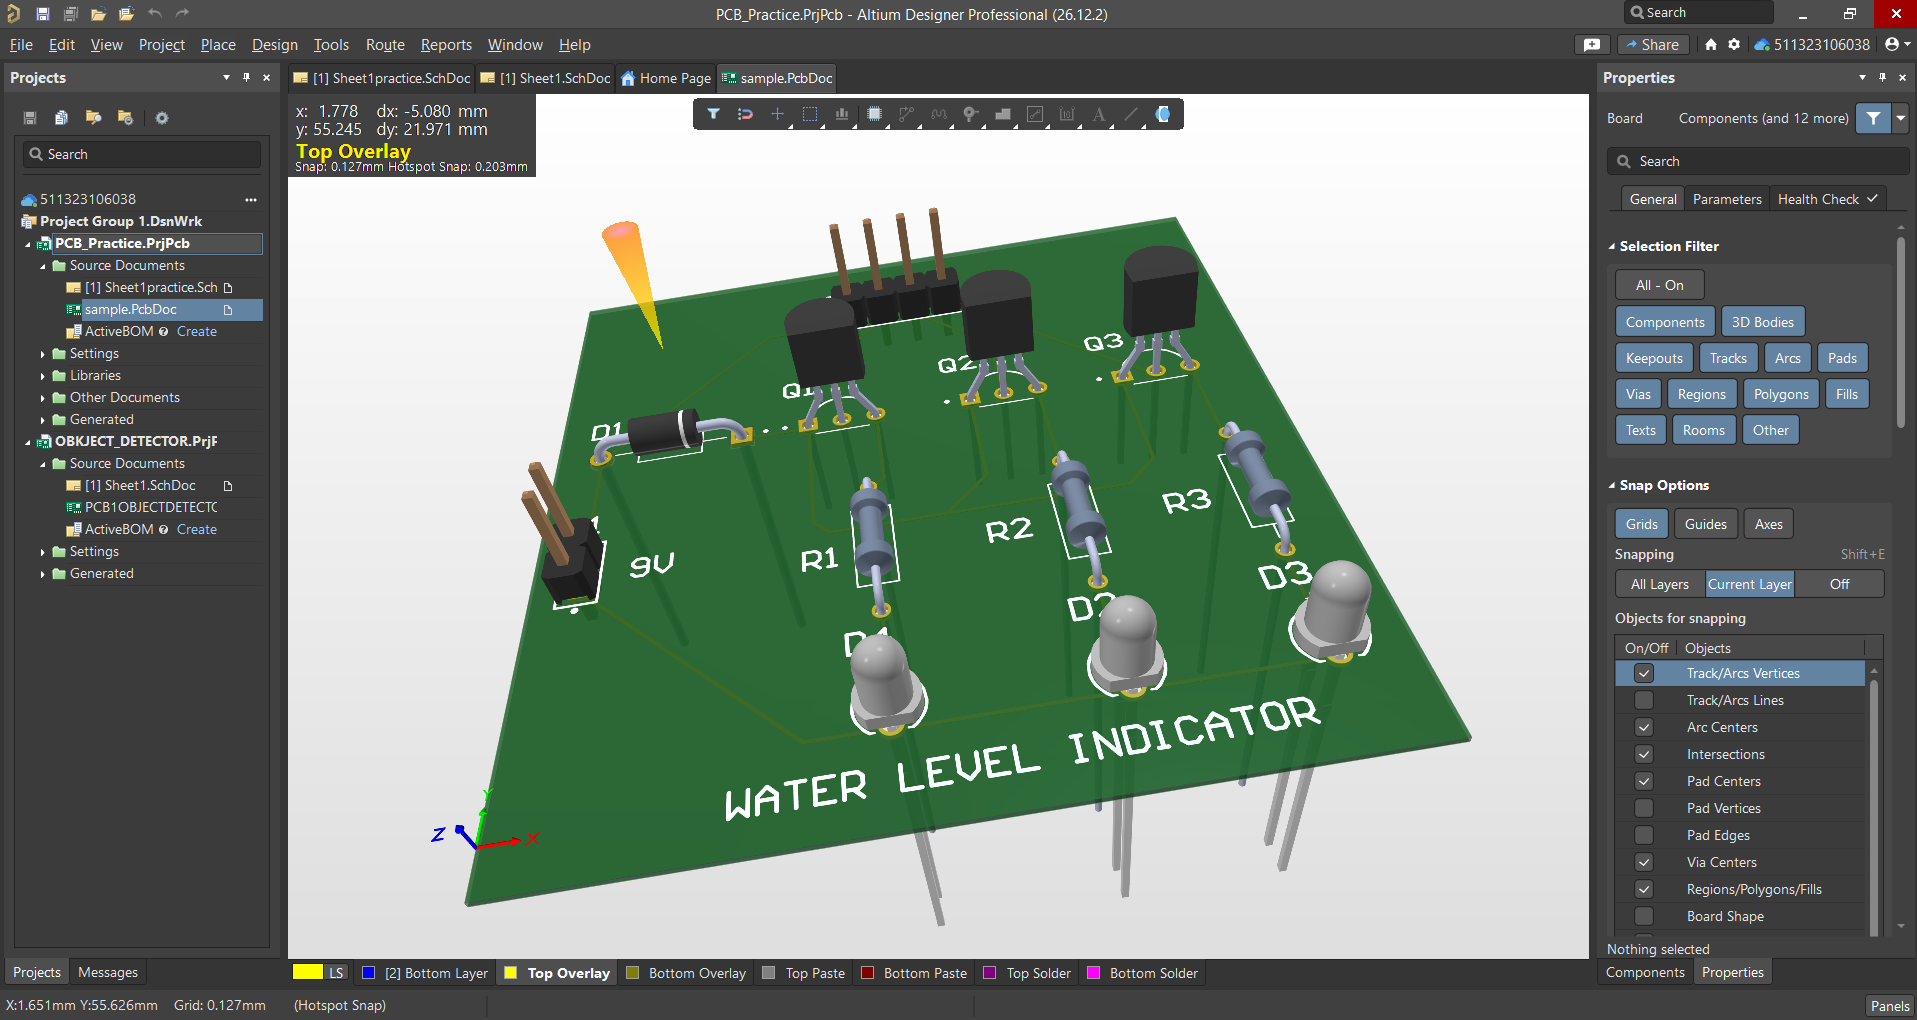 PCB_Practice.PrjPcb - Altium Designer Professional (26.12.2)
Search
File Edit View Project Place Design Tools Route Reports Window Help
Share
511323106038
Projects
Search
511323106038
Project Group 1.DsnWrk
PCB_Practice.PrjPcb
Source Documents
[1] Sheet1practice.Sch
sample.PcbDoc
ActiveBOM Create
Settings
Libraries
Other Documents
Generated
OBKJECT_DETECTOR.PrjP
Source Documents
[1] Sheet1.SchDoc
PCB1OBJECTDETECTO
ActiveBOM Create
Settings
Generated
Projects Messages
[1] Sheet1practice.SchDoc [1] Sheet1.SchDoc Home Page sample.PcbDoc
x: 1.778 dx: -5.080 mm
y: 55.245 dy: 21.971 mm
Top Overlay
Snap: 0.127mm Hotspot Snap: 0.203mm
Q1
Q2
Q3
D1
9V
R1
R2
R3
D1
D2
D3
WATER LEVEL INDICATOR
X
Y
Z
LS [2] Bottom Layer Top Overlay Bottom Overlay Top Paste Bottom Paste Top Solder Bottom Solder
X:1.651mm Y:55.626mm Grid: 0.127mm (Hotspot Snap)
Properties
Board Components (and 12 more)
Search
General Parameters Health Check
Selection Filter
All - On
Components 3D Bodies
Keepouts Tracks Arcs Pads
Vias Regions Polygons Fills
Texts Rooms Other
Snap Options
Grids Guides Axes
Snapping Shift+E
All Layers Current Layer Off
Objects for snapping
On/Off Objects
Track/Arcs Vertices
Track/Arcs Lines
Arc Centers
Intersections
Pad Centers
Pad Vertices
Pad Edges
Via Centers
Regions/Polygons/Fills
Board Shape
Nothing selected
Components Properties
Panels